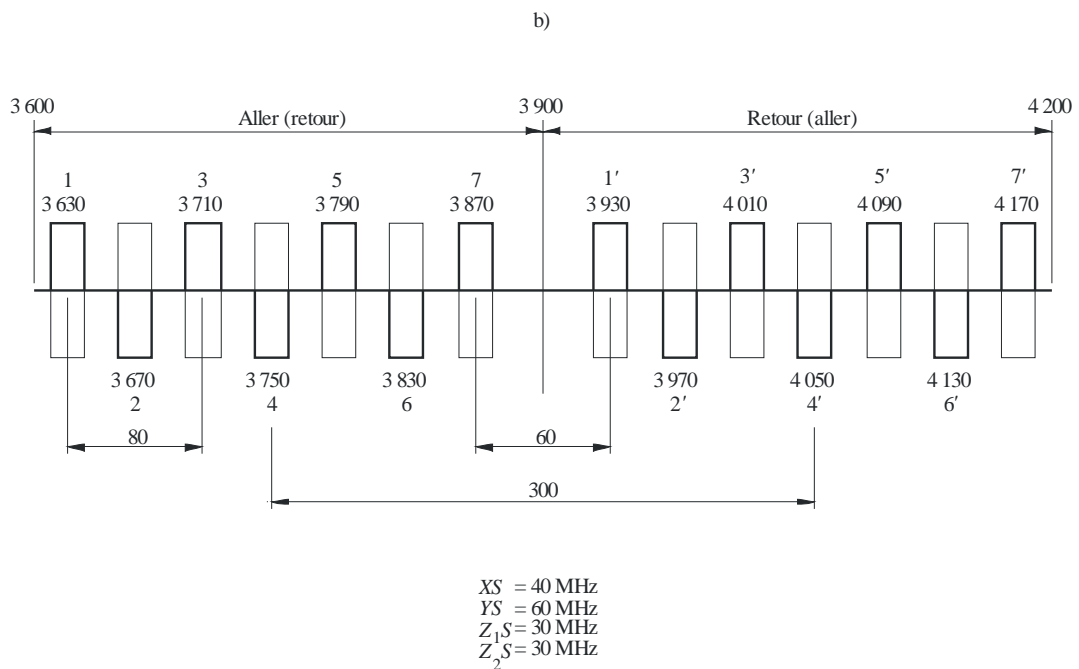 b)
3 600 3 900 4 200
Aller (retour) Retour (aller)
1 3 5 7 1′ 3′ 5′ 7′
3 630 3 710 3 790 3 870 3 930 4 010 4 090 4 170
3 670 3 750 3 830 3 970 4 050 4 130
2 4 6 2′ 4′ 6′
80 60
300
XS = 40 MHz
YS = 60 MHz
Z1S = 30 MHz
Z2S = 30 MHz